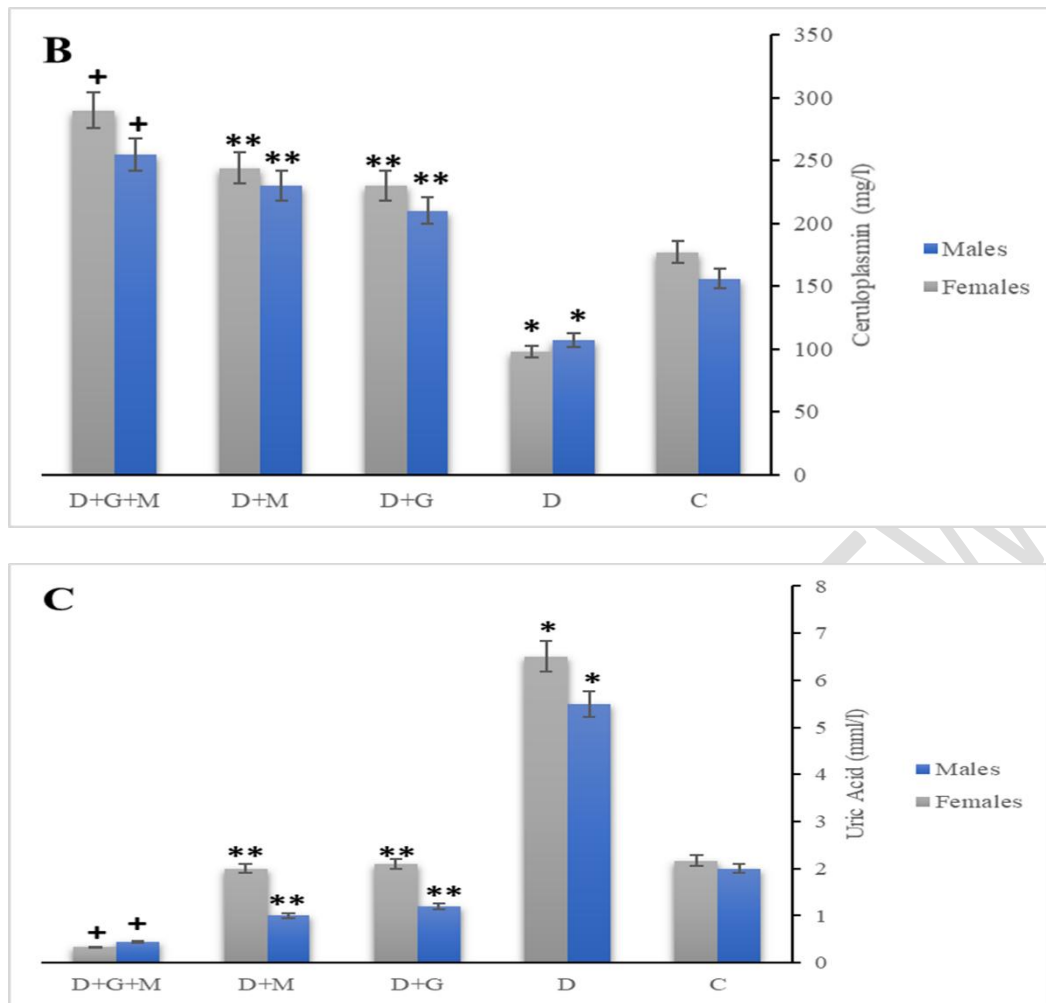 B
350
300
250
200
150
100
50
0
Ceruloplasmin (mg/l)
+
+
**
**
**
**
*
*
D+G+M
D+M
D+G
D
C
Males
Females
C
8
7
6
5
4
3
2
1
0
Uric Acid (mml/l)
+
+
**
**
**
**
*
*
D+G+M
D+M
D+G
D
C
Males
Females